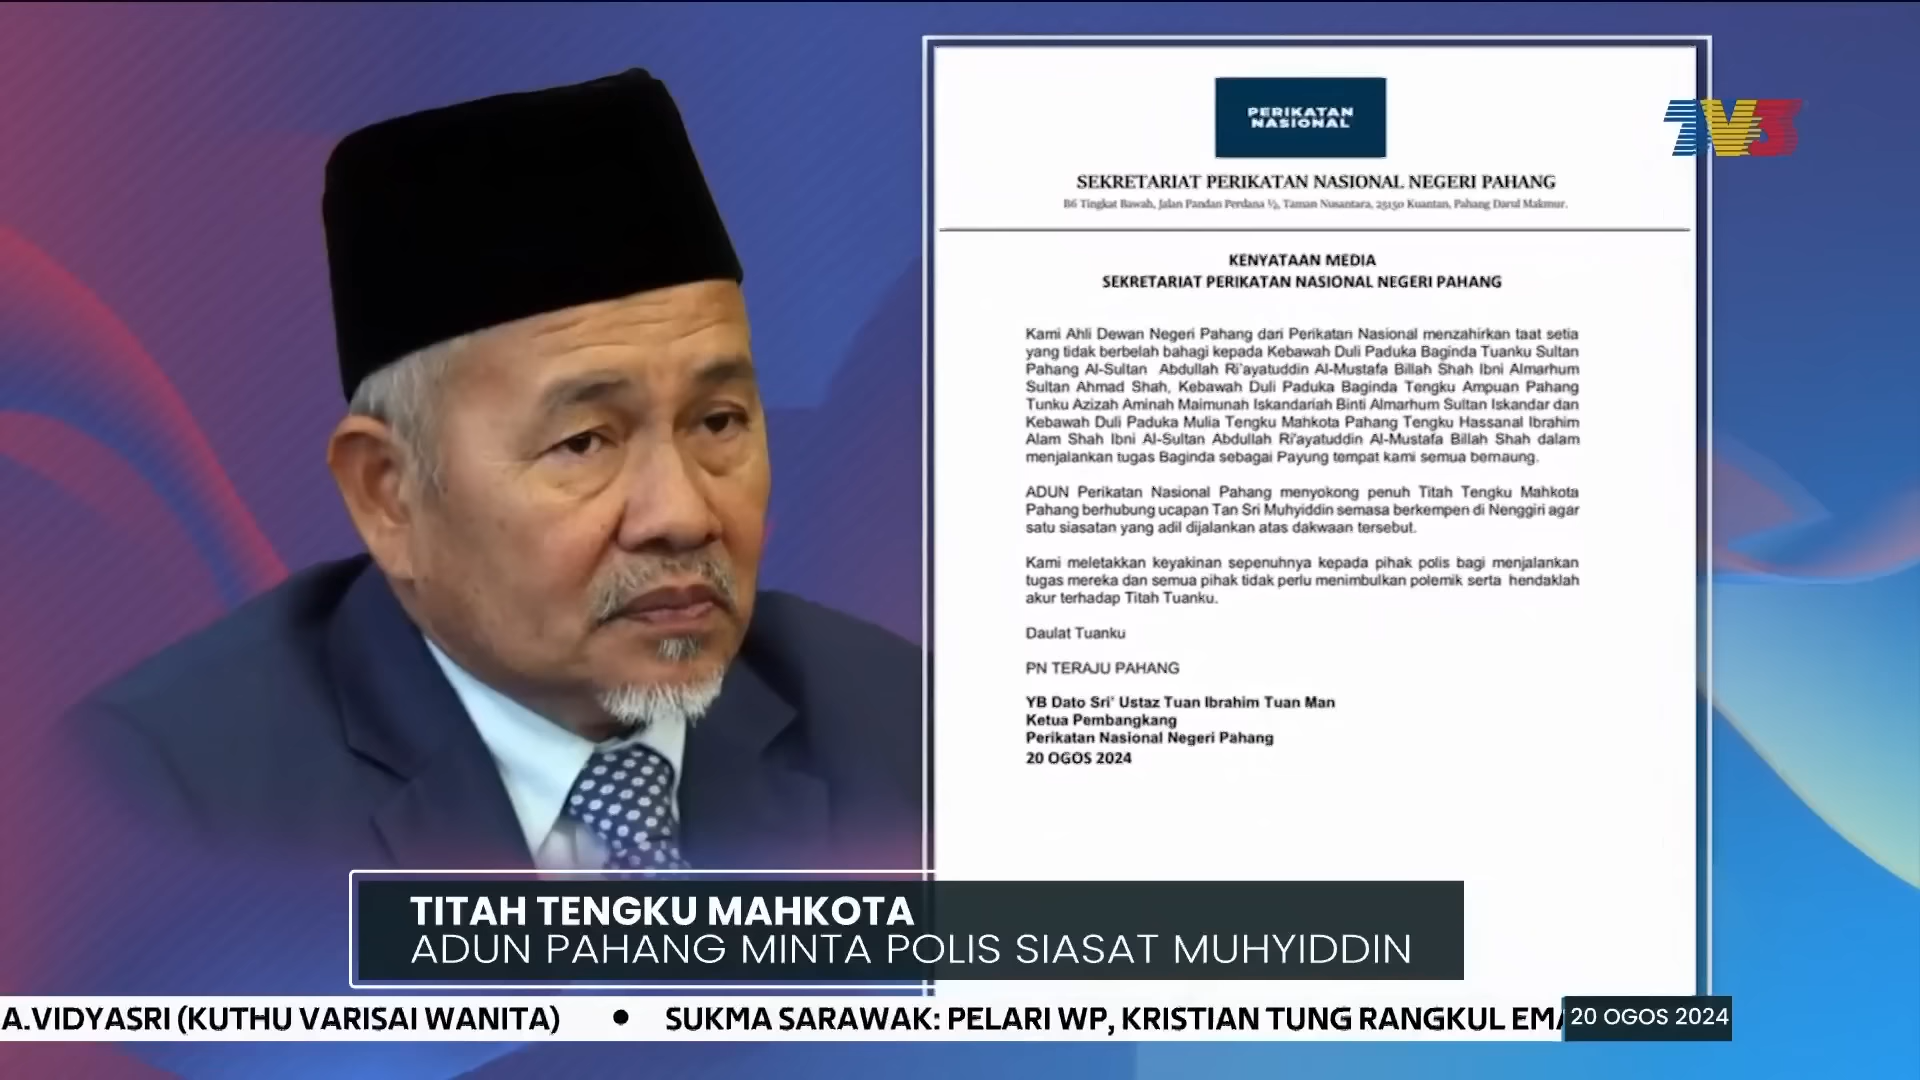 PERIKATAN
NASIONAL
TV3
SEKRETARIAT PERIKATAN NASIONAL NEGERI PAHANG
B6 Tingkat Bawah, Jalan Pandan Perdana ½, Taman Nusantara, 25150 Kuantan, Pahang Darul Makmur.
KENYATAAN MEDIA
SEKRETARIAT PERIKATAN NASIONAL NEGERI PAHANG
Kami Ahli Dewan Negeri Pahang dari Perikatan Nasional menzahirkan taat setia
yang tidak berbelah bahagi kepada Kebawah Duli Paduka Baginda Tuanku Sultan
Pahang Al-Sultan Abdullah Ri'ayatuddin Al-Mustafa Billah Shah Ibni Almarhum
Sultan Ahmad Shah, Kebawah Duli Paduka Baginda Tengku Ampuan Pahang
Tunku Azizah Aminah Maimunah Iskandariah Binti Almarhum Sultan Iskandar dan
Kebawah Duli Paduka Mulia Tengku Mahkota Pahang Tengku Hassanal Ibrahim
Alam Shah Ibni Al-Sultan Abdullah Ri'ayatuddin Al-Mustafa Billah Shah dalam
menjalankan tugas Baginda sebagai Payung tempat kami semua bernaung.
ADUN Perikatan Nasional Pahang menyokong penuh Titah Tengku Mahkota
Pahang berhubung ucapan Tan Sri Muhyiddin semasa berkempen di Nenggiri agar
satu siasatan yang adil dijalankan atas dakwaan tersebut.
Kami meletakkan keyakinan sepenuhnya kepada pihak polis bagi menjalankan
tugas mereka dan semua pihak tidak perlu menimbulkan polemik serta hendaklah
akur terhadap Titah Tuanku.
Daulat Tuanku
PN TERAJU PAHANG
YB Dato Sri' Ustaz Tuan Ibrahim Tuan Man
Ketua Pembangkang
Perikatan Nasional Negeri Pahang
20 OGOS 2024
TITAH TENGKU MAHKOTA
ADUN PAHANG MINTA POLIS SIASAT MUHYIDDIN
A.VIDYASRI (KUTHU VARISAI WANITA) • SUKMA SARAWAK: PELARI WP, KRISTIAN TUNG RANGKUL EMA
20 OGOS 2024